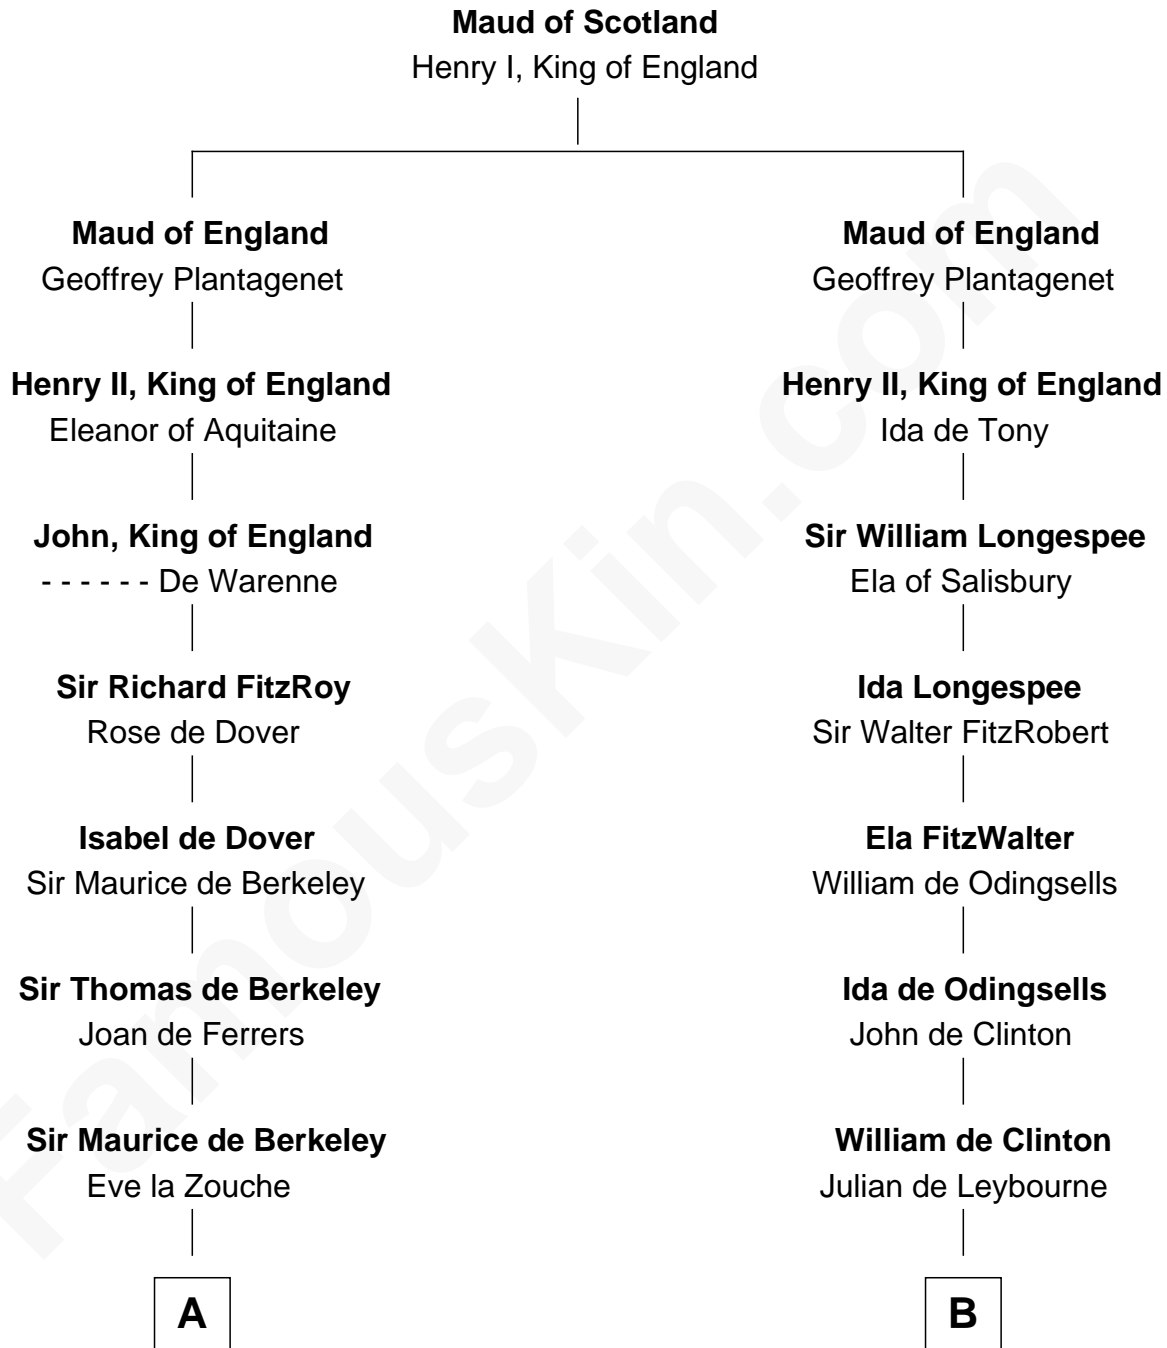 Maud of Scotland
Henry I, King of England
Maud of England
Geoffrey Plantagenet
Henry II, King of England
Eleanor of Aquitaine
John, King of England
- - - - - - De Warenne
Sir Richard FitzRoy
Rose de Dover
Isabel de Dover
Sir Maurice de Berkeley
Sir Thomas de Berkeley
Joan de Ferrers
Sir Maurice de Berkeley
Eve la Zouche
A
Maud of England
Geoffrey Plantagenet
Henry II, King of England
Ida de Tony
Sir William Longespee
Ela of Salisbury
Ida Longespee
Sir Walter FitzRobert
Ela FitzWalter
William de Odingsells
Ida de Odingsells
John de Clinton
William de Clinton
Julian de Leybourne
B
FamousKin.com